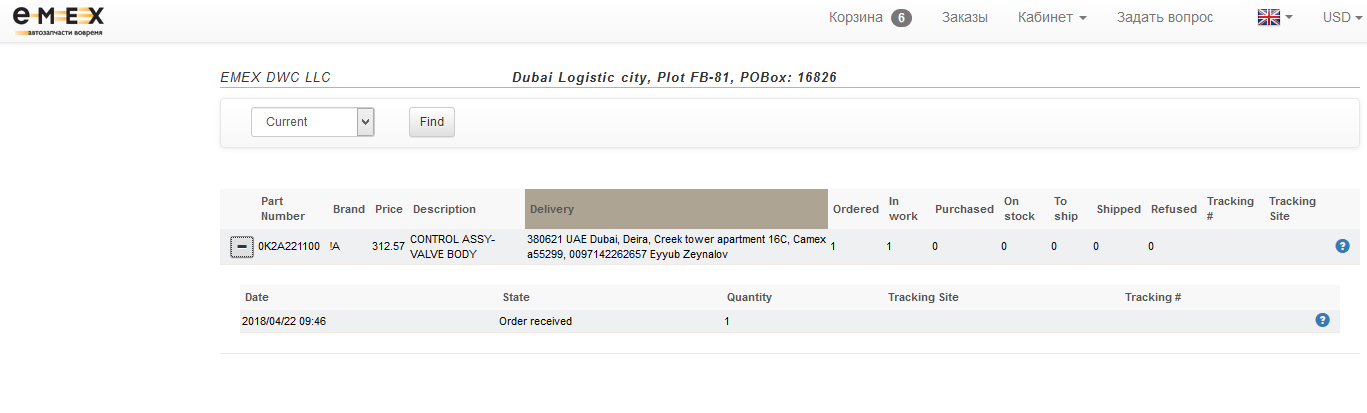 eMEX
автозапчасти вовремя
Корзина 6 Заказы Кабинет Задать вопрос USD
EMEX DWC LLC Dubai Logistic city, Plot FB-81, POBox: 16826
Current Find
Part Number Brand Price Description Delivery Ordered In work Purchased On stock To ship Shipped Refused Tracking # Tracking Site
0K2A221100 !A 312.57 CONTROL ASSY-VALVE BODY 380621 UAE Dubai, Deira, Creek tower apartment 16C, Camex a55299, 0097142262657 Eyyub Zeynalov 1 1 0 0 0 0 0 ?
Date State Quantity Tracking Site Tracking #
2018/04/22 09:46 Order received 1 ?